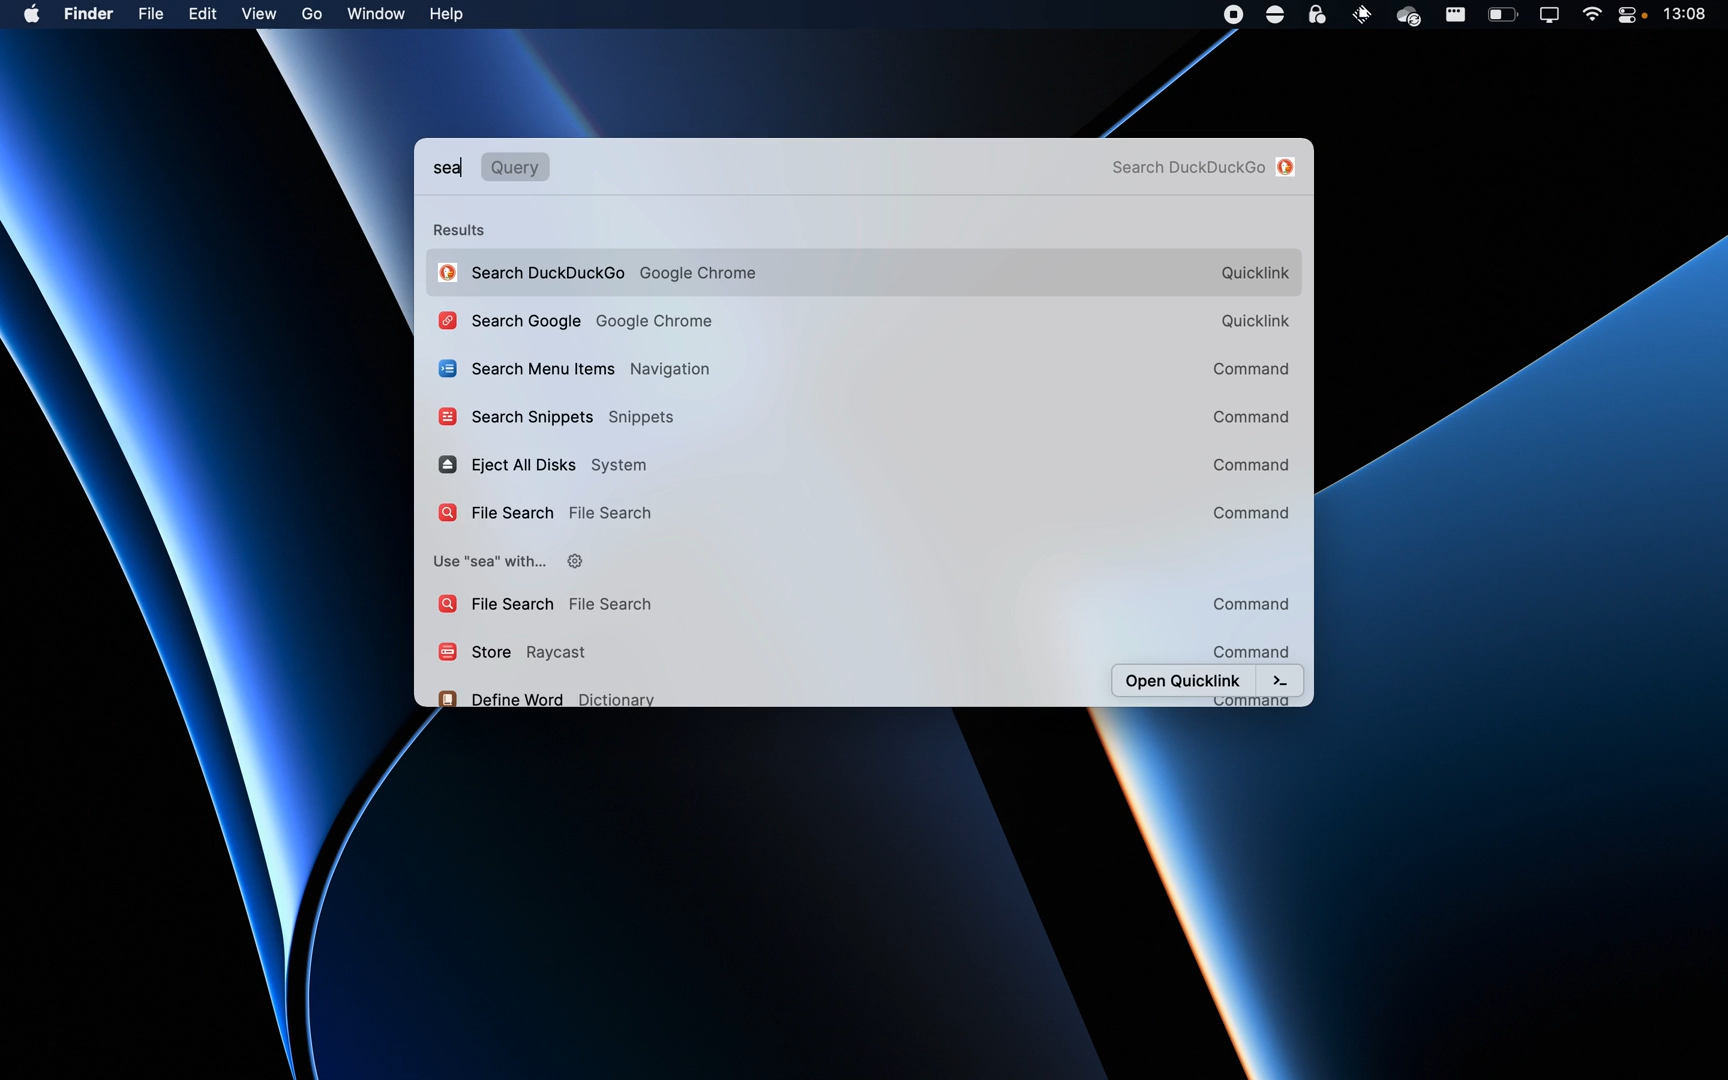 Finder File Edit View Go Window Help 13:08
sea Query Search DuckDuckGo
Results
Search DuckDuckGo Google Chrome Quicklink
Search Google Google Chrome Quicklink
Search Menu Items Navigation Command
Search Snippets Snippets Command
Eject All Disks System Command
File Search File Search Command
Use "sea" with...
File Search File Search Command
Store Raycast Command
Open Quicklink >_
Define Word Dictionary Command